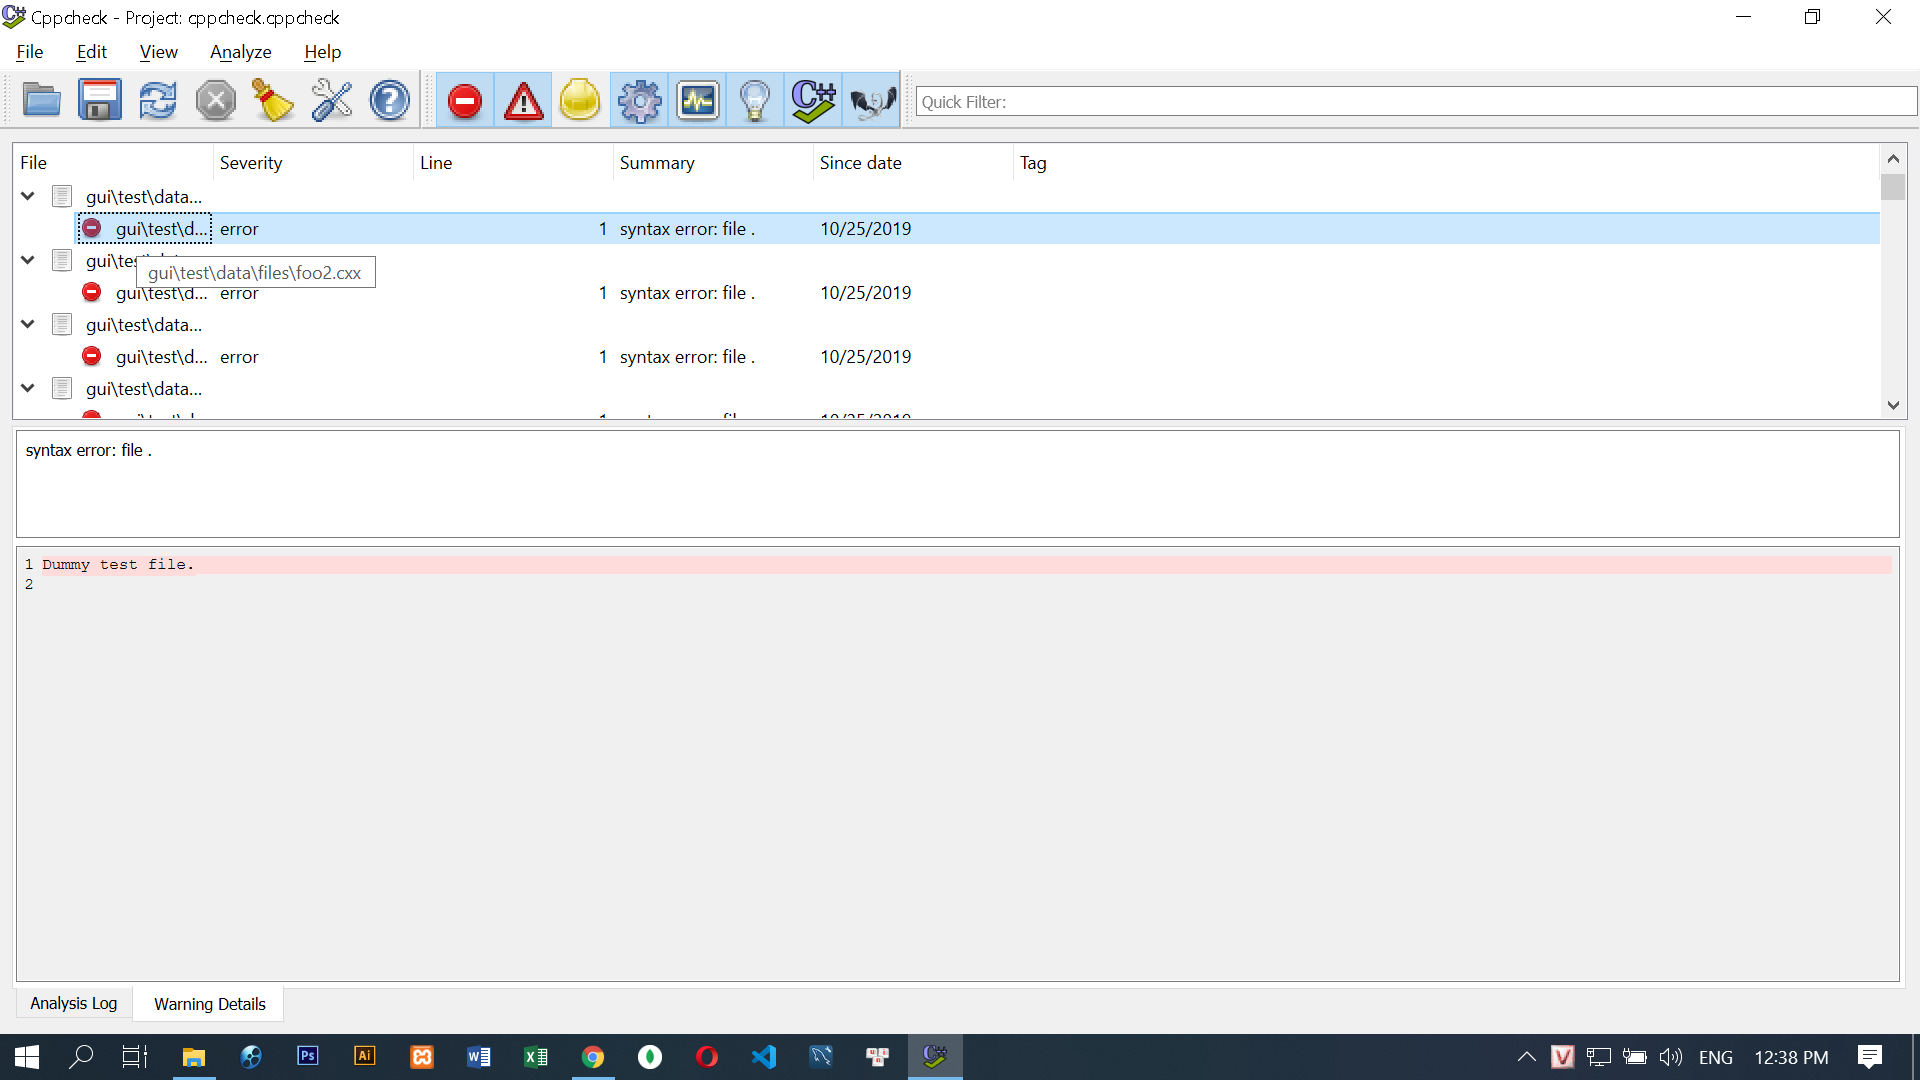 Cppcheck - Project: cppcheck.cppcheck
File Edit View Analyze Help
Quick Filter:
File Severity Line Summary Since date Tag
gui\test\data...
gui\test\d... error 1 syntax error: file . 10/25/2019
gui\te
gui\test\data\files\foo2.cxx
gui\test\d... error 1 syntax error: file . 10/25/2019
gui\test\data...
gui\test\d... error 1 syntax error: file . 10/25/2019
gui\test\data...
syntax error: file .
1 Dummy test file.
2
Analysis Log Warning Details
Ps Ai ENG 12:38 PM